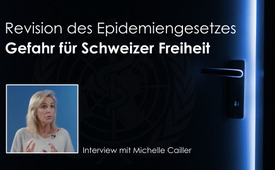 Revision des Epidemiengesetzes
Gefahr für Schweizer Freiheit
Interview mit Michelle Cailler